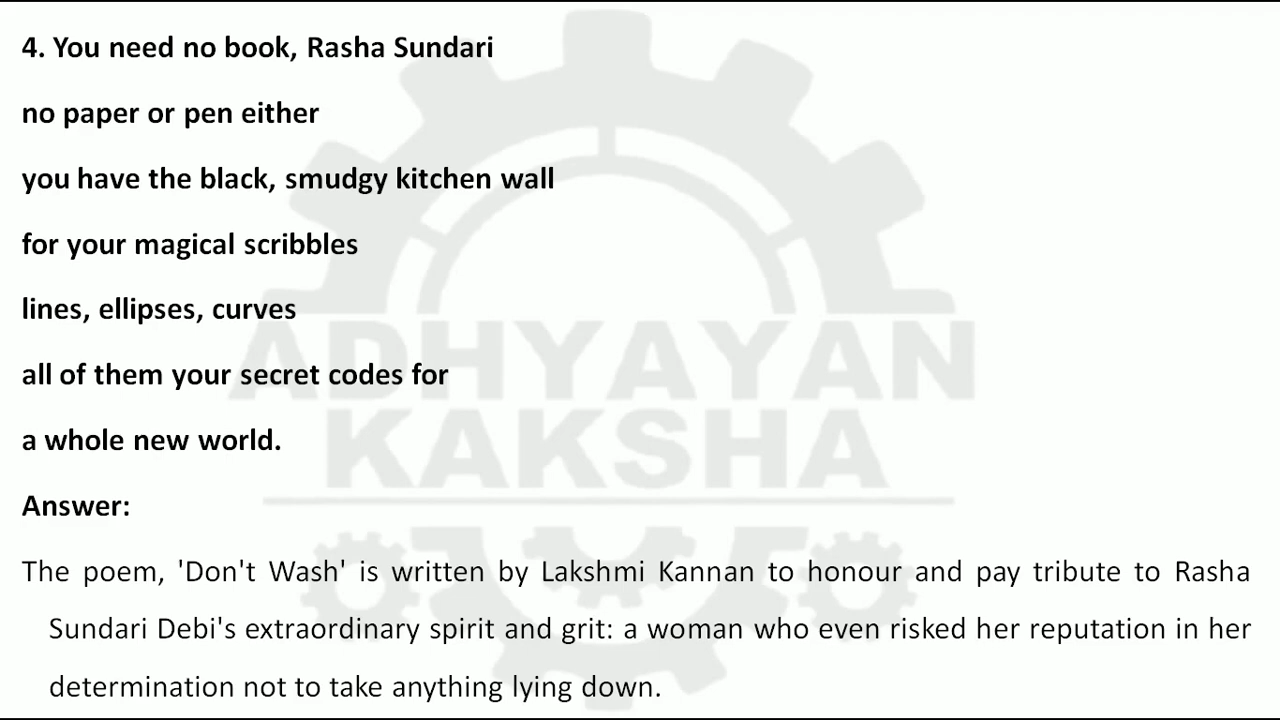 4. You need no book, Rasha Sundari
no paper or pen either
you have the black, smudgy kitchen wall
for your magical scribbles
lines, ellipses, curves
all of them your secret codes for
a whole new world.
ADHYAYAN
KAKSHA
Answer:
The poem, 'Don't Wash' is written by Lakshmi Kannan to honour and pay tribute to Rasha
Sundari Debi's extraordinary spirit and grit: a woman who even risked her reputation in her
determination not to take anything lying down.